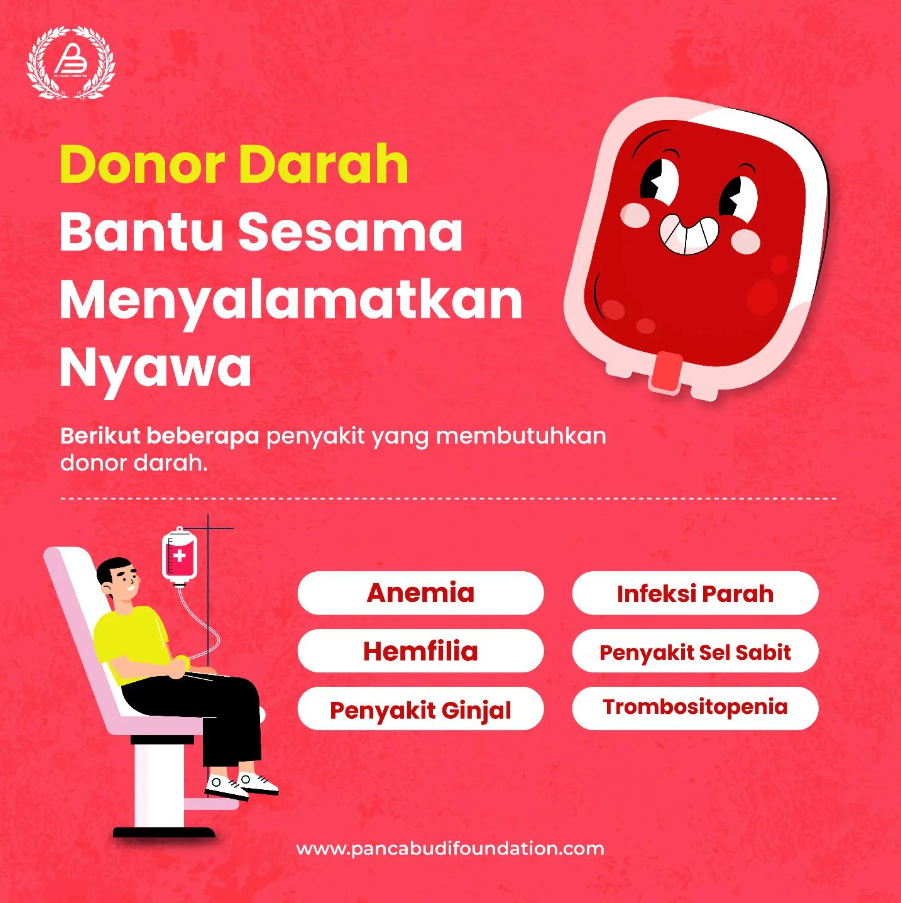 Donor Darah
Bantu Sesama
Menyalamatkan
Nyawa
Berikut beberapa penyakit yang membutuhkan
donor darah.
Anemia
Infeksi Parah
Hemfilia
Penyakit Sel Sabit
Penyakit Ginjal
Trombositopenia
www.pancabudifoundation.com